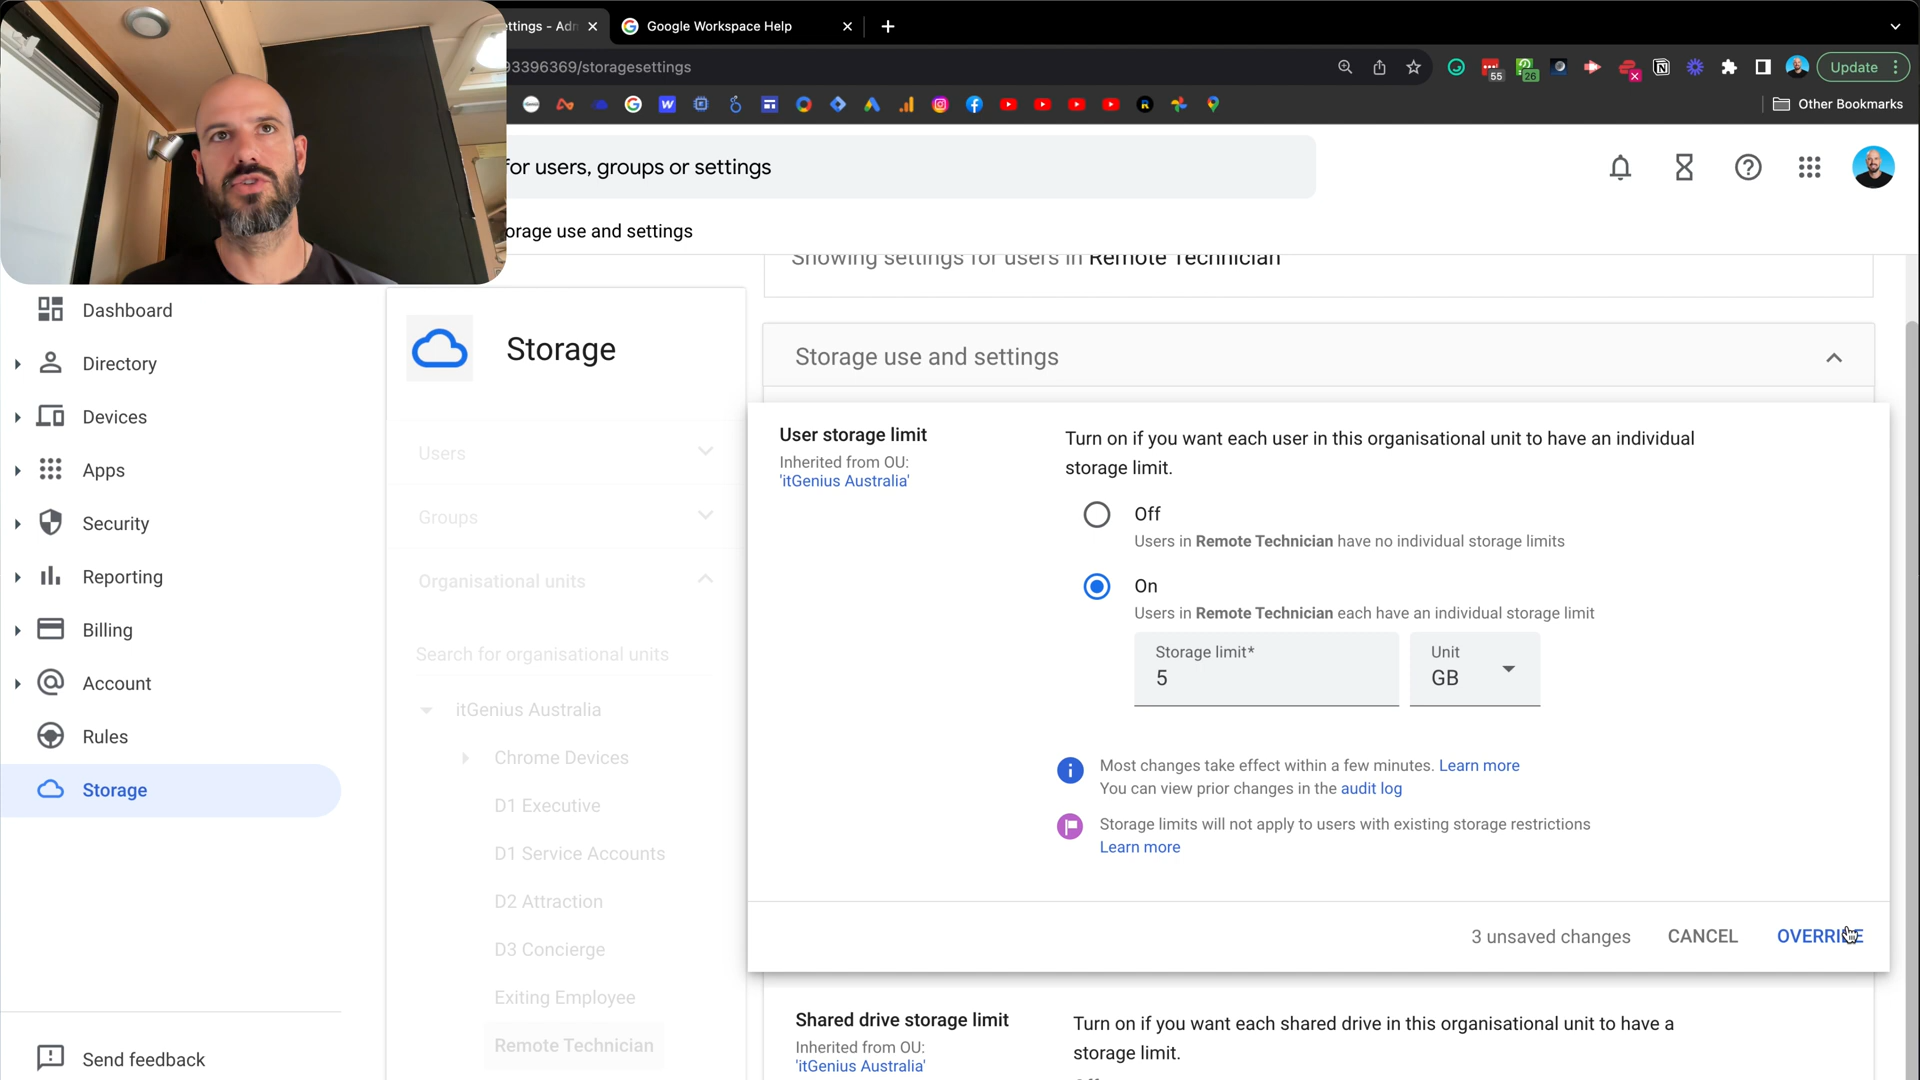 ettings - Adm
Google Workspace Help
93396369/storagesettings
55
26
Update
Other Bookmarks
for users, groups or settings
orage use and settings
Showing settings for users in Remote Technician
Dashboard
Directory
Devices
Apps
Security
Reporting
Billing
Account
Rules
Storage
Send feedback
Storage
Users
Groups
Organisational units
Search for organisational units
itGenius Australia
Chrome Devices
D1 Executive
D1 Service Accounts
D2 Attraction
D3 Concierge
Exiting Employee
Remote Technician
Storage use and settings
User storage limit
Inherited from OU:
'itGenius Australia'
Turn on if you want each user in this organisational unit to have an individual
storage limit.
Off
Users in Remote Technician have no individual storage limits
On
Users in Remote Technician each have an individual storage limit
Storage limit*
5
Unit
GB
Most changes take effect within a few minutes. Learn more
You can view prior changes in the audit log
Storage limits will not apply to users with existing storage restrictions
Learn more
3 unsaved changes
CANCEL
OVERRIDE
Shared drive storage limit
Inherited from OU:
'itGenius Australia'
Turn on if you want each shared drive in this organisational unit to have a
storage limit.